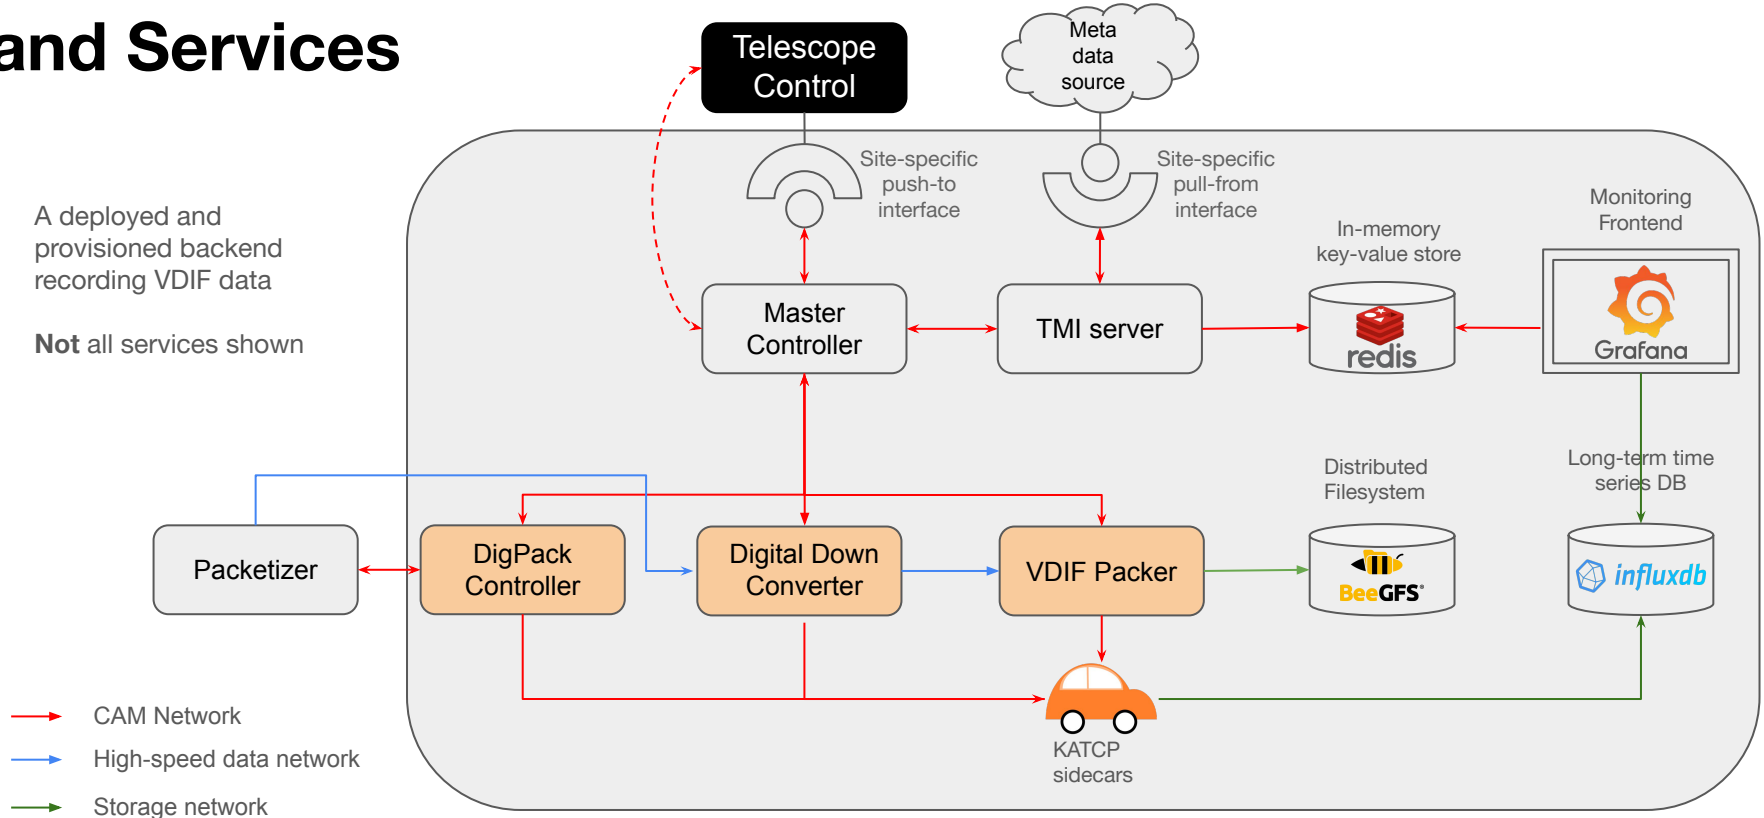 and Services
Telescope
Control
Meta
data
source
A deployed and
provisioned backend
recording VDIF data
Not all services shown
Site-specific
push-to
interface
Site-specific
pull-from
interface
In-memory
key-value store
Monitoring
Frontend
Master
Controller
TMI server
redis
Grafana
Distributed
Filesystem
Long-term time
series DB
Packetizer
DigPack
Controller
Digital Down
Converter
VDIF Packer
BeeGFS®
influxdb
KATCP
sidecars
CAM Network
High-speed data network
Storage network